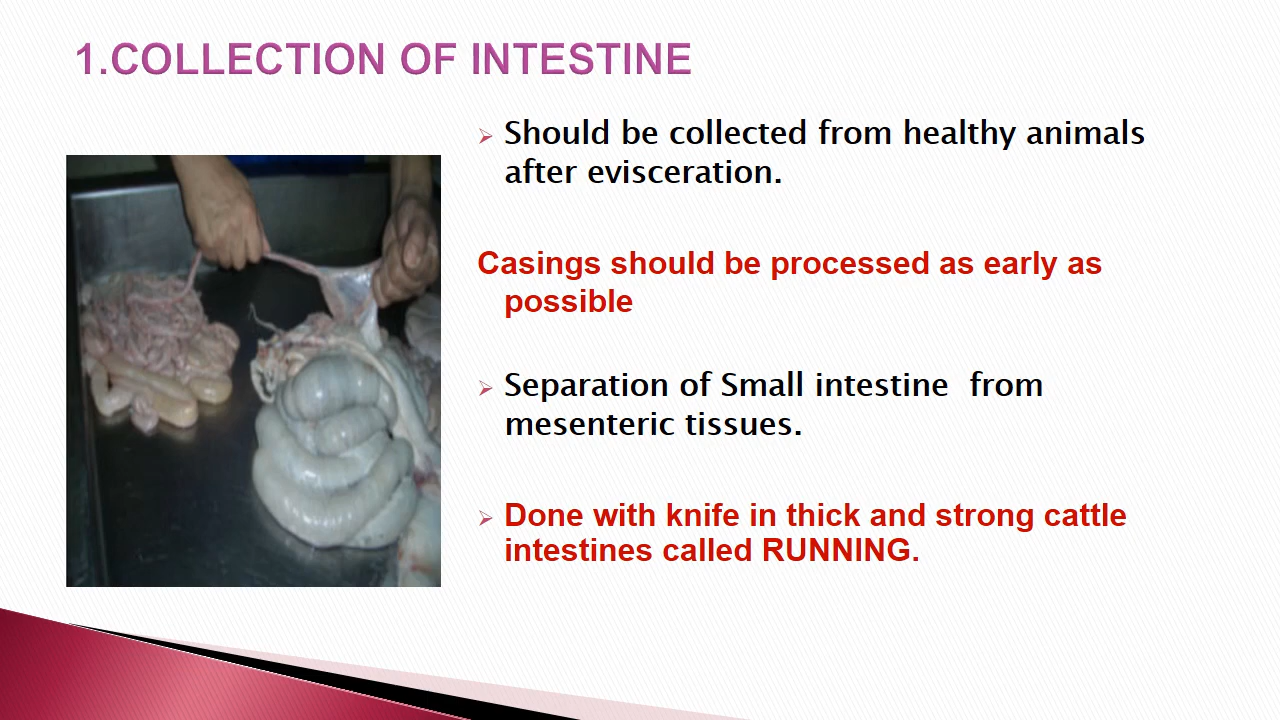 1.COLLECTION OF INTESTINE
Should be collected from healthy animals
after evisceration.
Casings should be processed as early as
possible
Separation of Small intestine  from
mesenteric tissues.
Done with knife in thick and strong cattle
intestines called RUNNING.